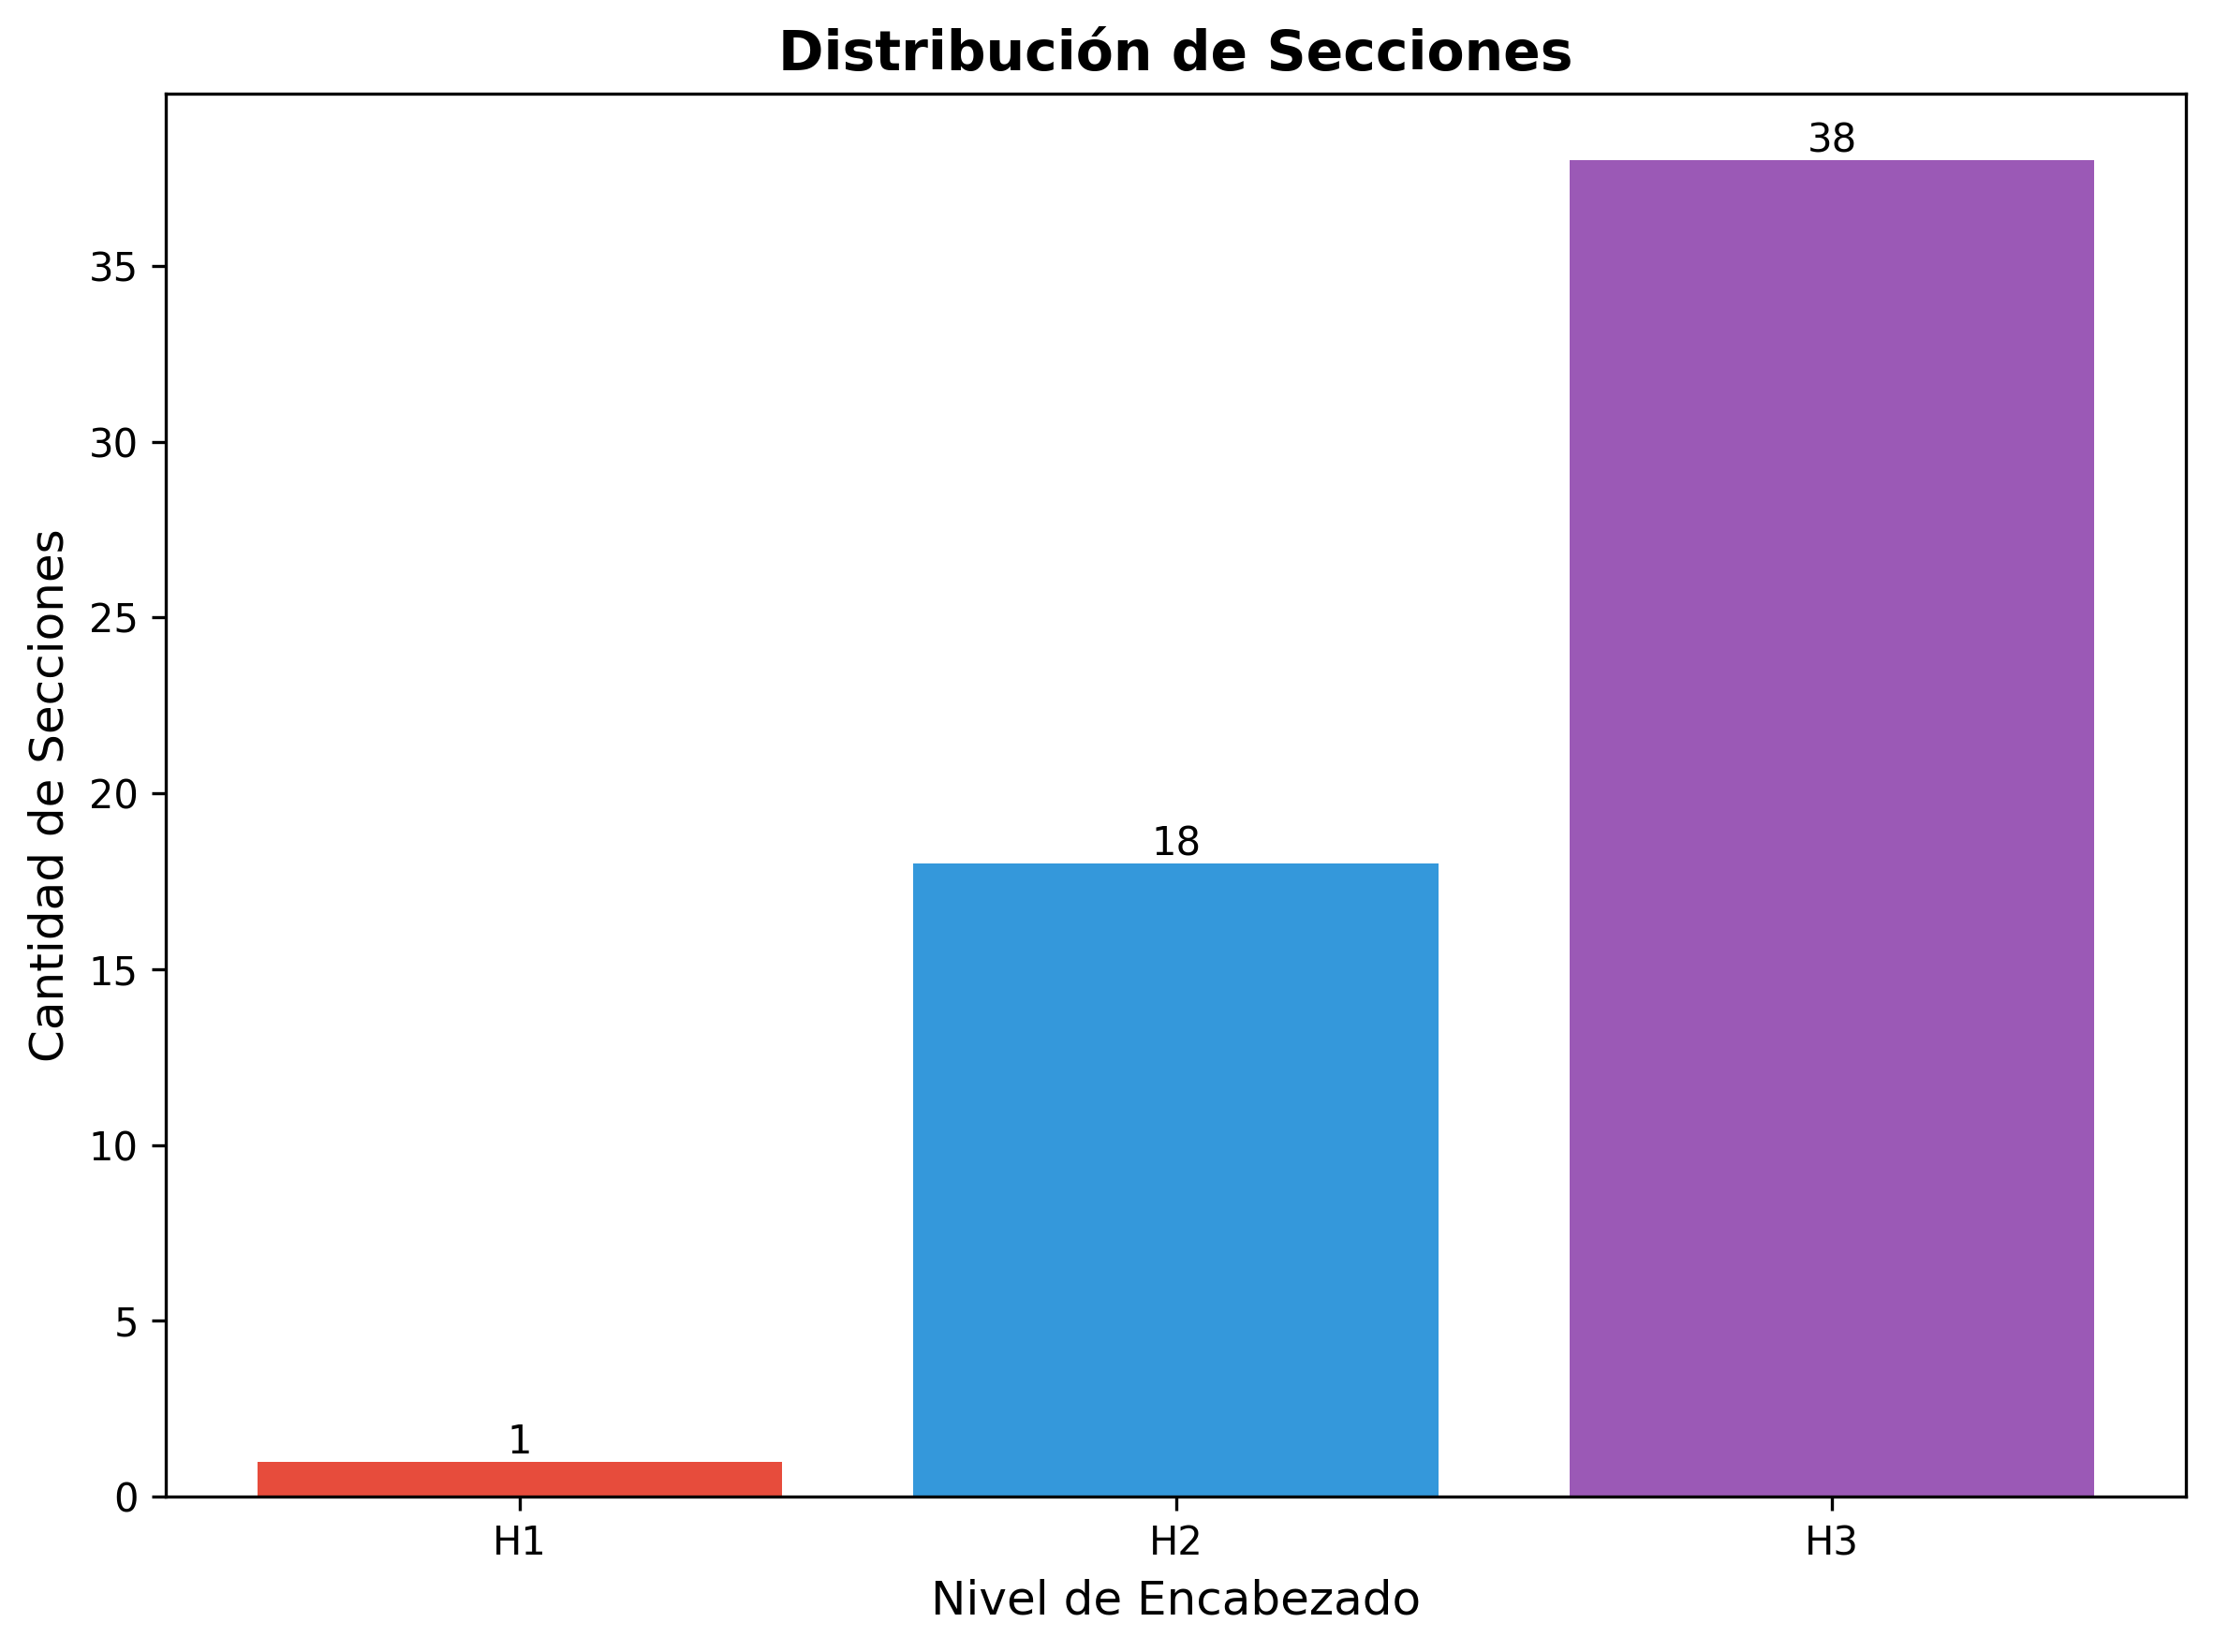 Distribución de Secciones
Cantidad de Secciones
35
30
25
20
15
10
5
0
1
18
38
H1
H2
H3
Nivel de Encabezado